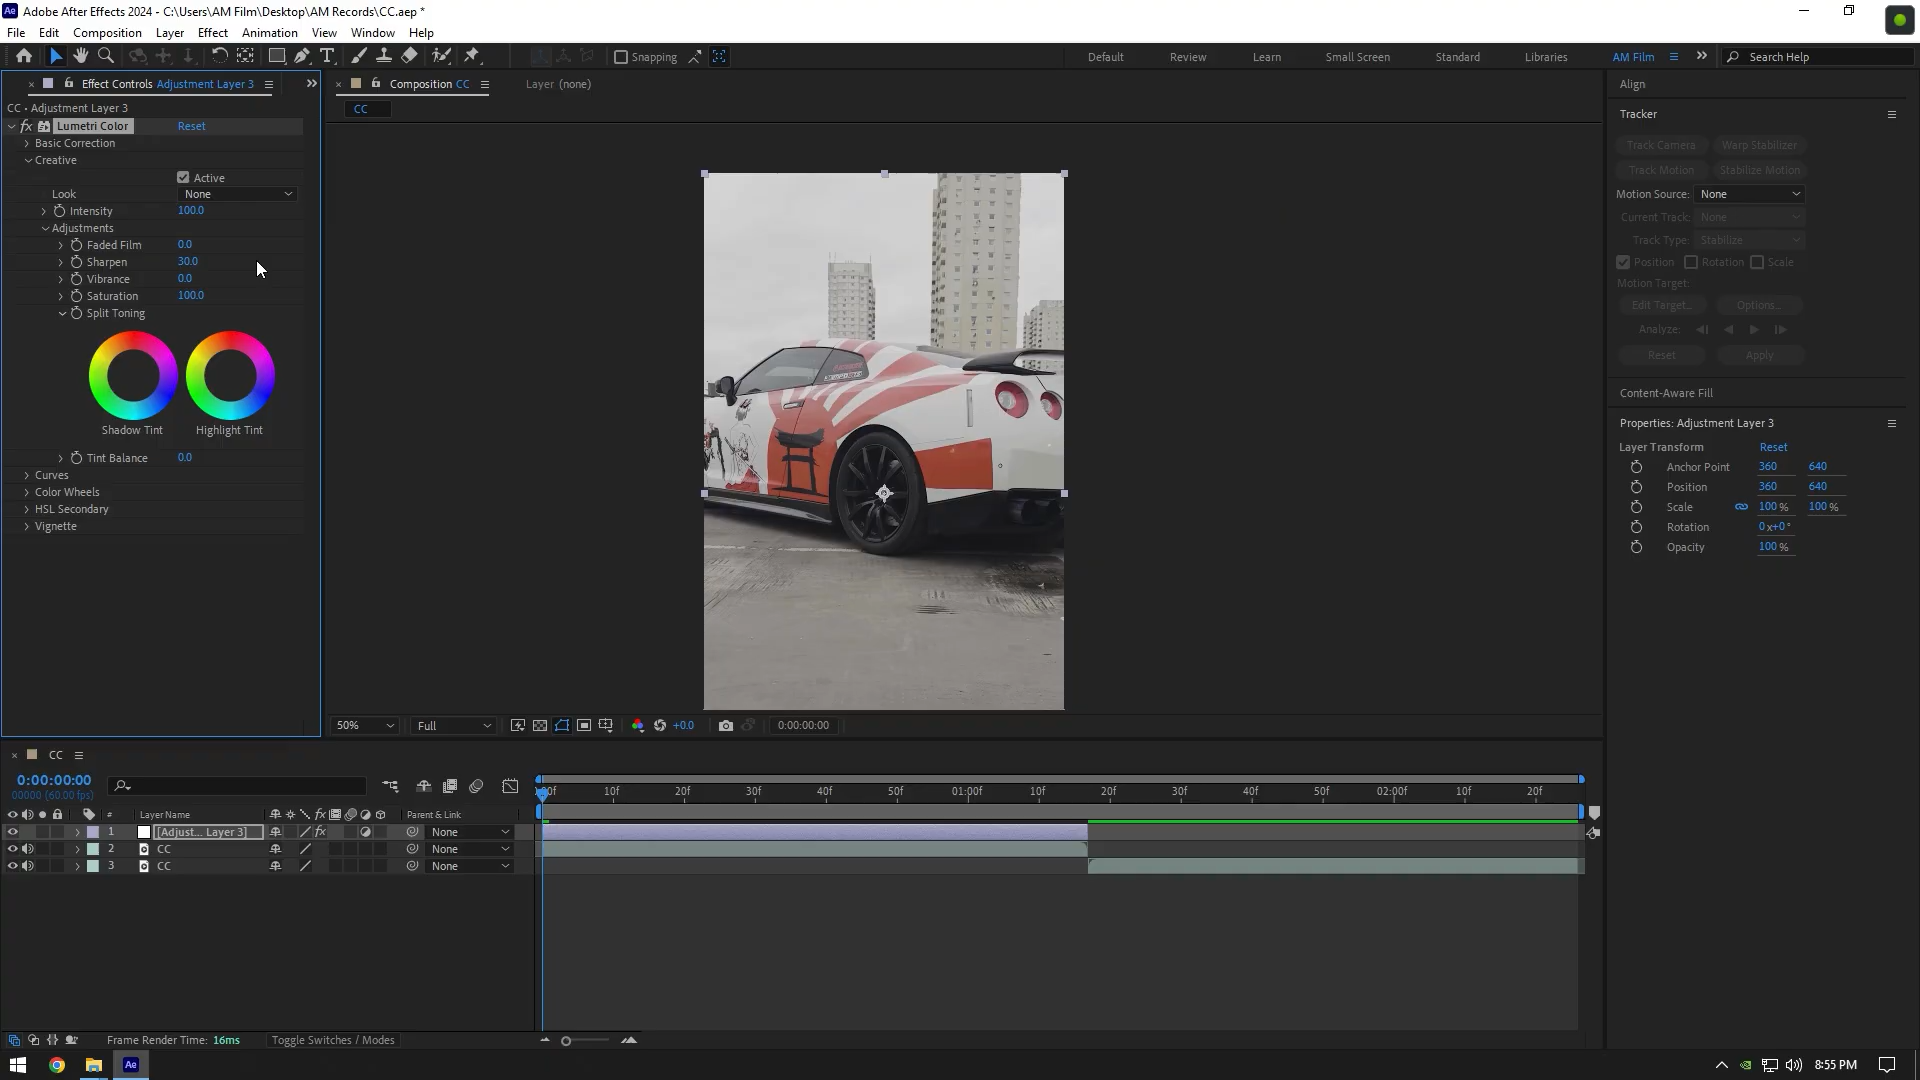 Adobe After Effects 2024 - C:\Users\AM Film\Desktop\AM Records\CC.aep *
File Edit Composition Layer Effect Animation View Window Help
Snapping
Default Review Learn Small Screen Standard Libraries AM Film Search Help
Effect Controls Adjustment Layer 3
Composition CC Layer (none)
CC • Adjustment Layer 3
CC
fx Lumetri Color Reset
Basic Correction
Creative
Active
Look None
Intensity 100.0
Adjustments
Faded Film 0.0
Sharpen 30.0
Vibrance 0.0
Saturation 100.0
Split Toning
Shadow Tint Highlight Tint
Tint Balance 0.0
Curves
Color Wheels
HSL Secondary
Vignette
50% Full +0.0 0:00:00:00
Align
Tracker
Track Camera Warp Stabilizer
Track Motion Stabilize Motion
Motion Source: None
Current Track: None
Track Type: Stabilize
Position Rotation Scale
Motion Target:
Edit Target... Options...
Analyze:
Reset Apply
Content-Aware Fill
Properties: Adjustment Layer 3
Layer Transform Reset
Anchor Point 360 640
Position 360 640
Scale 100 % 100 %
Rotation 0x+0°
Opacity 100 %
CC
0:00:00:00
00000 (60.00 fps)
:00f 10f 20f 30f 40f 50f 01:00f 10f 20f 30f 40f 50f 02:00f 10f 20f
# Layer Name fx Parent & Link
1 [Adjust... Layer 3] fx None
2 CC None
3 CC None
Frame Render Time: 16ms Toggle Switches / Modes
Ae 8:55 PM